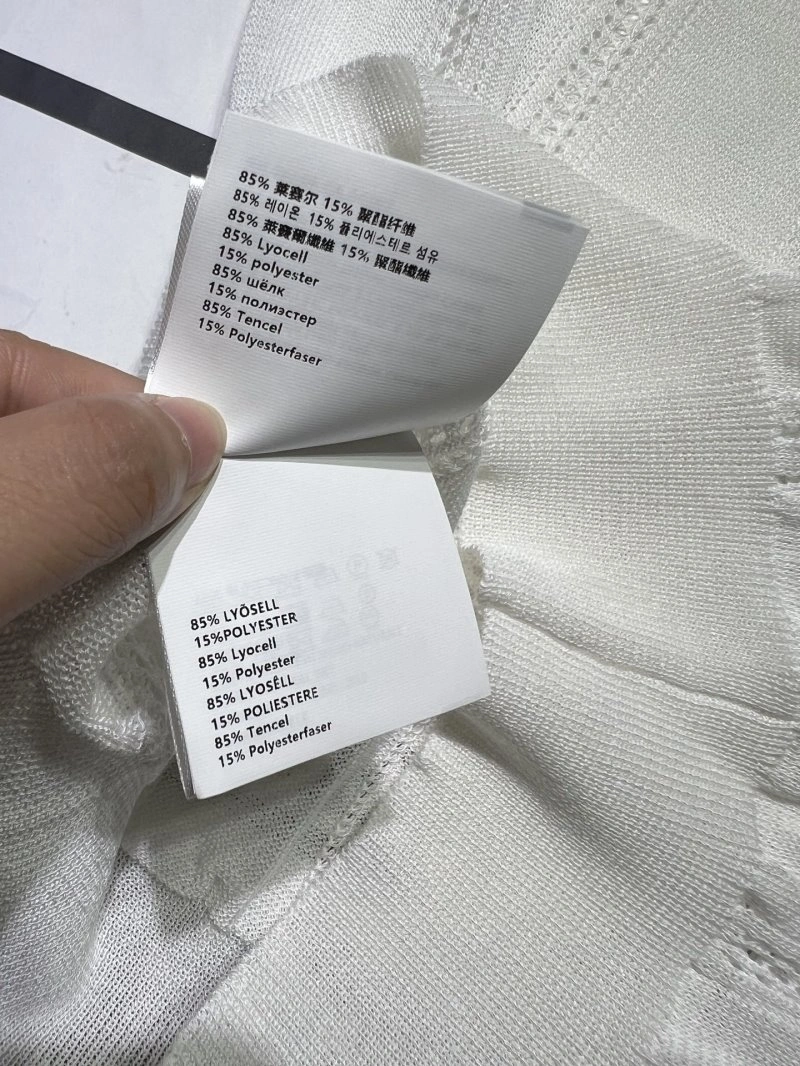 85% 莱赛尔 15% 聚酯纤维
85% 레이온 15% 폴리에스테르 섬유
85% 萊賽爾纖維 15% 聚酯纖維
85% Lyocell
15% polyester
85% шёлк
15% полиэстер
85% Tencel
15% Polyesterfaser
85% LYŌSELL
15%POLYESTER
85% Lyocell
15% Polyester
85% LYOSÊLL
15% POLIESTERE
85% Tencel
15% Polyesterfaser